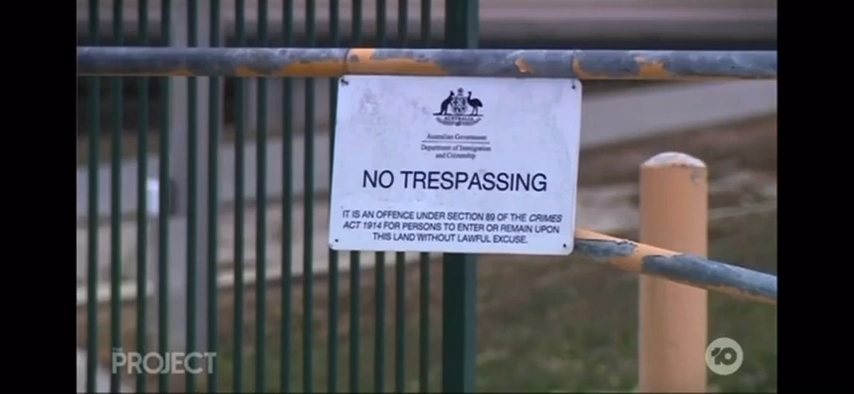 AUSTRALIA
Australian Government
Department of Immigration
and Citizenship
NO TRESPASSING
IT IS AN OFFENCE UNDER SECTION 89 OF THE CRIMES
ACT 1914 FOR PERSONS TO ENTER OR REMAIN UPON
THIS LAND WITHOUT LAWFUL EXCUSE.
THE PROJECT
10